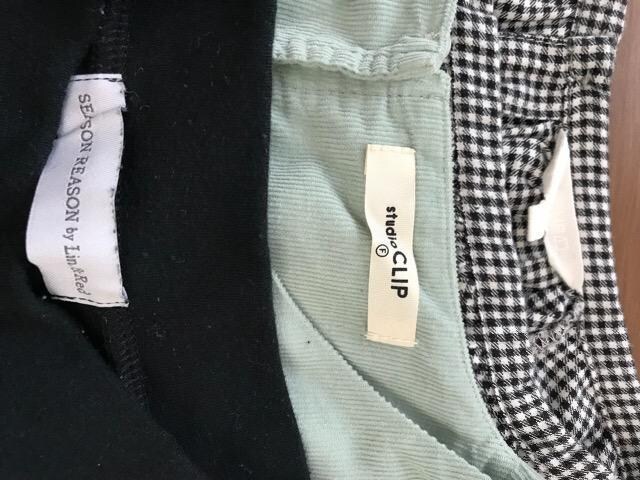 SEASON REASON by Lin.&Red
studio CLIP
F